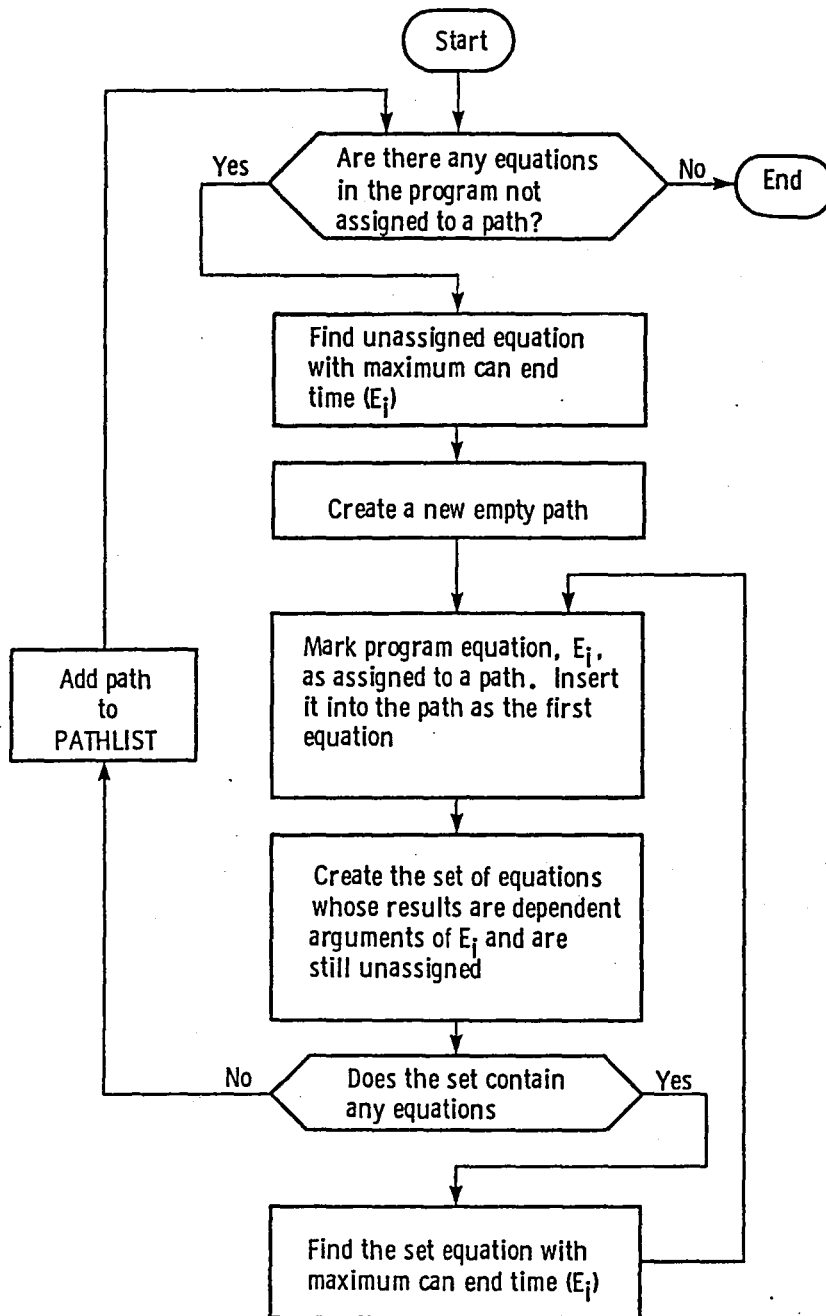 Start
Are there any equations
in the program not
assigned to a path?
Yes
No
End
Find unassigned equation
with maximum can end
time (Ei)
Create a new empty path
Mark program equation, Ei,
as assigned to a path. Insert
it into the path as the first
equation
Add path
to
PATHLIST
Create the set of equations
whose results are dependent
arguments of Ei and are
still unassigned
No
Does the set contain
any equations
Yes
Find the set equation with
maximum can end time (Ei)